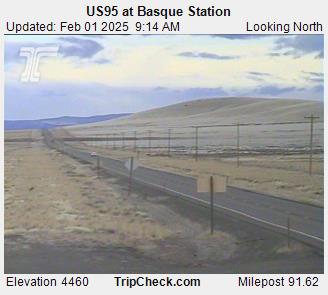 US95 at Basque Station
Updated: Feb 01 2025 9:14 AM Looking North
Elevation 4460 TripCheck.com Milepost 91.62